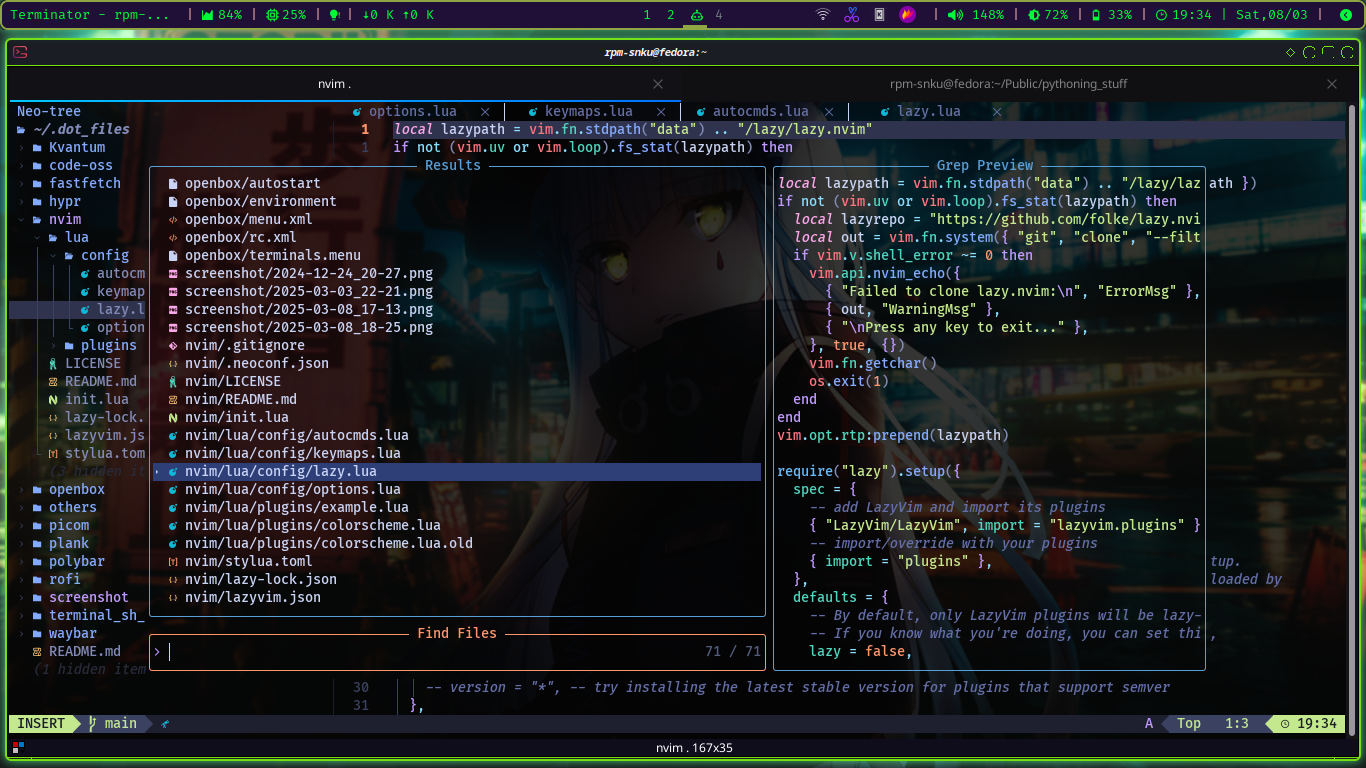 Terminator - rpm-... | 84% | 25% | | ↓0 K ↑0 K
1 2 4
| 148% | 72% | 33% | 19:34 | Sat,08/03 |
rpm-snku@fedora:~
nvim .
rpm-snku@fedora:~/Public/pythoning_stuff
Neo-tree
options.lua
keymaps.lua
autocmds.lua
lazy.lua
~/.dot_files
Kvantum
code-oss
fastfetch
hypr
nvim
lua
config
autocm
keymap
lazy.l
option
plugins
LICENSE
README.md
init.lua
lazy-lock.
lazyvim.js
stylua.tom
(3 hidden it
openbox
others
picom
plank
polybar
rofi
screenshot
terminal_sh_
waybar
README.md
(1 hidden item
1 local lazypath = vim.fn.stdpath("data") .. "/lazy/lazy.nvim"
1 if not (vim.uv or vim.loop).fs_stat(lazypath) then
Results
openbox/autostart
openbox/environment
openbox/menu.xml
openbox/rc.xml
openbox/terminals.menu
screenshot/2024-12-24_20-27.png
screenshot/2025-03-03_22-21.png
screenshot/2025-03-08_17-13.png
screenshot/2025-03-08_18-25.png
nvim/.gitignore
nvim/.neoconf.json
nvim/LICENSE
nvim/README.md
nvim/init.lua
nvim/lua/config/autocmds.lua
nvim/lua/config/keymaps.lua
nvim/lua/config/lazy.lua
nvim/lua/config/options.lua
nvim/lua/plugins/example.lua
nvim/lua/plugins/colorscheme.lua
nvim/lua/plugins/colorscheme.lua.old
nvim/stylua.toml
nvim/lazy-lock.json
nvim/lazyvim.json
Find Files
> 71 / 71
Grep Preview
local lazypath = vim.fn.stdpath("data") .. "/lazy/laz
if not (vim.uv or vim.loop).fs_stat(lazypath) then
local lazyrepo = "https://github.com/folke/lazy.nvi
local out = vim.fn.system({ "git", "clone", "--filt
if vim.v.shell_error ~= 0 then
vim.api.nvim_echo({
{ "Failed to clone lazy.nvim:\n", "ErrorMsg" },
{ out, "WarningMsg" },
{ "\nPress any key to exit..." },
}, true, {})
vim.fn.getchar()
os.exit(1)
end
end
vim.opt.rtp:prepend(lazypath)
require("lazy").setup({
spec = {
-- add LazyVim and import its plugins
{ "LazyVim/LazyVim", import = "lazyvim.plugins" }
-- import/override with your plugins
{ import = "plugins" },
},
defaults = {
-- By default, only LazyVim plugins will be lazy-
-- If you know what you're doing, you can set thi
lazy = false,
ath })
tup.
loaded by
,
30 -- version = "*", -- try installing the latest stable version for plugins that support semver
31 },
INSERT main A Top 1:3 19:34
nvim . 167x35